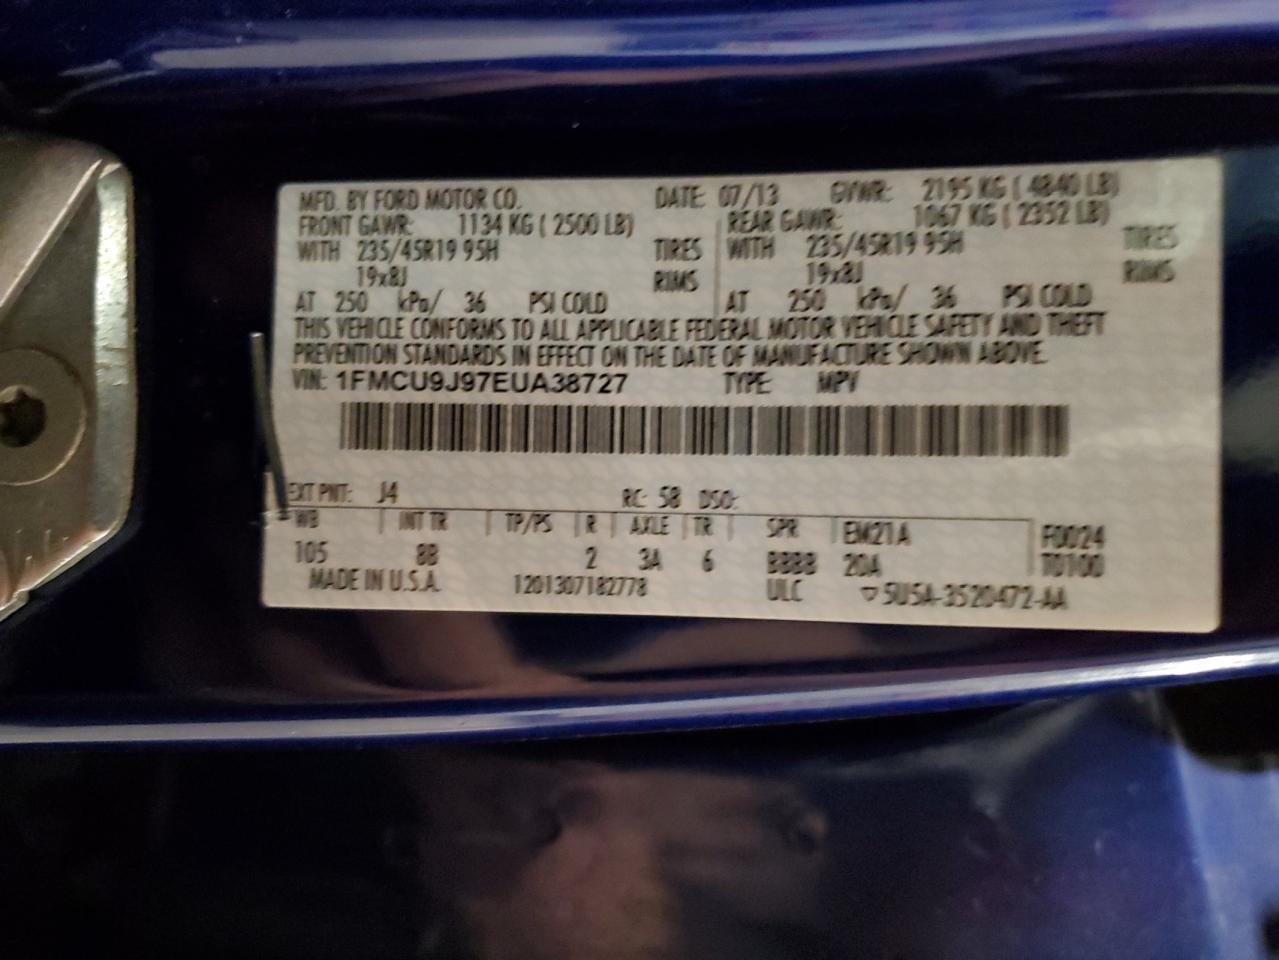 MFD. BY FORD MOTOR CO. DATE: 07/13 GVWR: 2195 KG ( 4840 LB)
FRONT GAWR: 1134 KG ( 2500 LB) REAR GAWR: 1067 KG ( 2352 LB)
WITH 235/45R19 95H TIRES WITH 235/45R19 95H TIRES
19x8J RIMS 19x8J RIMS
AT 250 kPa/ 36 PSI COLD AT 250 kPa/ 36 PSI COLD
THIS VEHICLE CONFORMS TO ALL APPLICABLE FEDERAL MOTOR VEHICLE SAFETY AND THEFT
PREVENTION STANDARDS IN EFFECT ON THE DATE OF MANUFACTURE SHOWN ABOVE.
VIN: 1FMCU9J97EUA38727 TYPE: MPV
EXT PNT: J4 RC: 58 DSO:
WB INT TR TP/PS R AXLE TR SPR EM21A F0024
105 8B 2 3A 6 BBBB 20A T0100
MADE IN U.S.A. 1201307182778 ULC ▽5U5A-3520472-AA